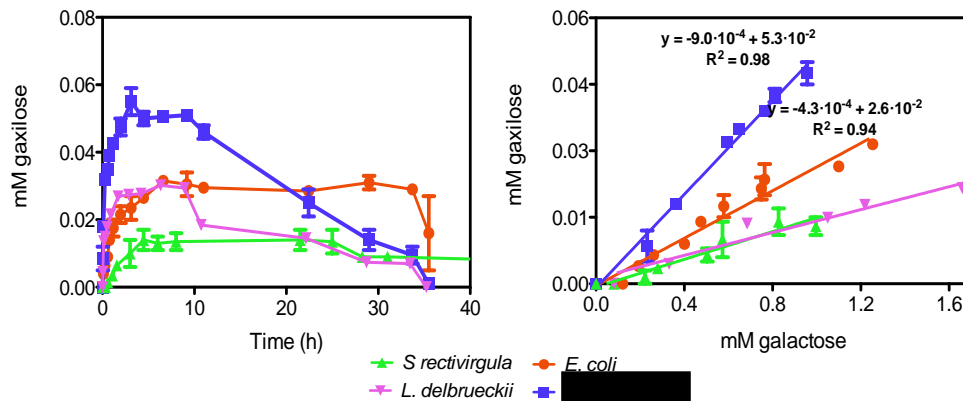 0.08
0.06
0.04
0.02
0.00
mM gaxilose
0
10
20
30
40
Time (h)
0.06
0.04
0.03
0.01
0.00
mM gaxilose
y = -9.0·10-4 + 5.3·10-2
R2 = 0.98
y = -4.3·10-4 + 2.6·10-2
R2 = 0.94
0.0
0.4
0.8
1.2
1.6
mM galactose
S rectivirgula
E. coli
L. delbrueckii